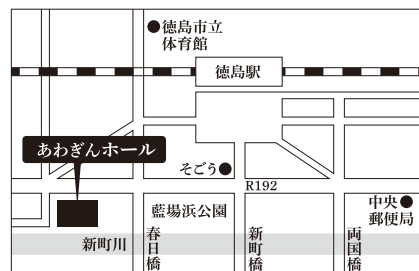 徳島市立
体育館
徳島駅
あわぎんホール
そごう
R192
藍場浜公園
中央
郵便局
新町川
春日橋
新町橋
両国橋